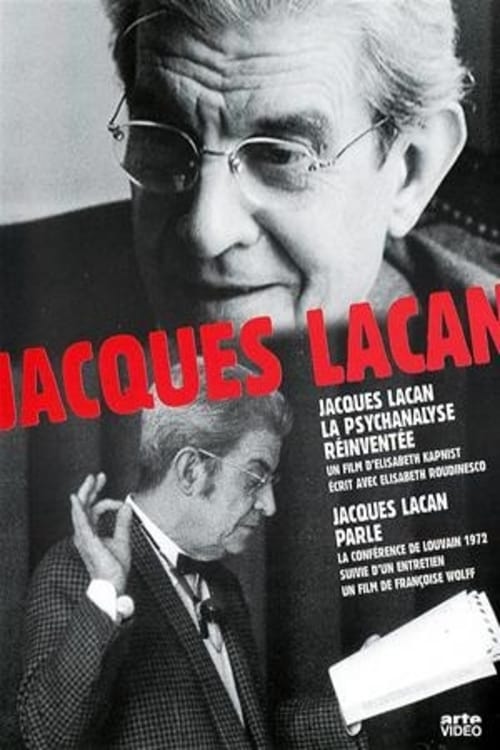 JACQUES LACAN
JACQUES LACAN
LA PSYCHANALYSE
RÉINVENTÉE
UN FILM D'ELISABETH KAPNIST
ÉCRIT AVEC ELISABETH ROUDINESCO
JACQUES LACAN
PARLE
LA CONFÉRENCE DE LOUVAIN 1972
SUIVIE D'UN ENTRETIEN
UN FILM DE FRANÇOISE WOLFF
arte
VIDEO